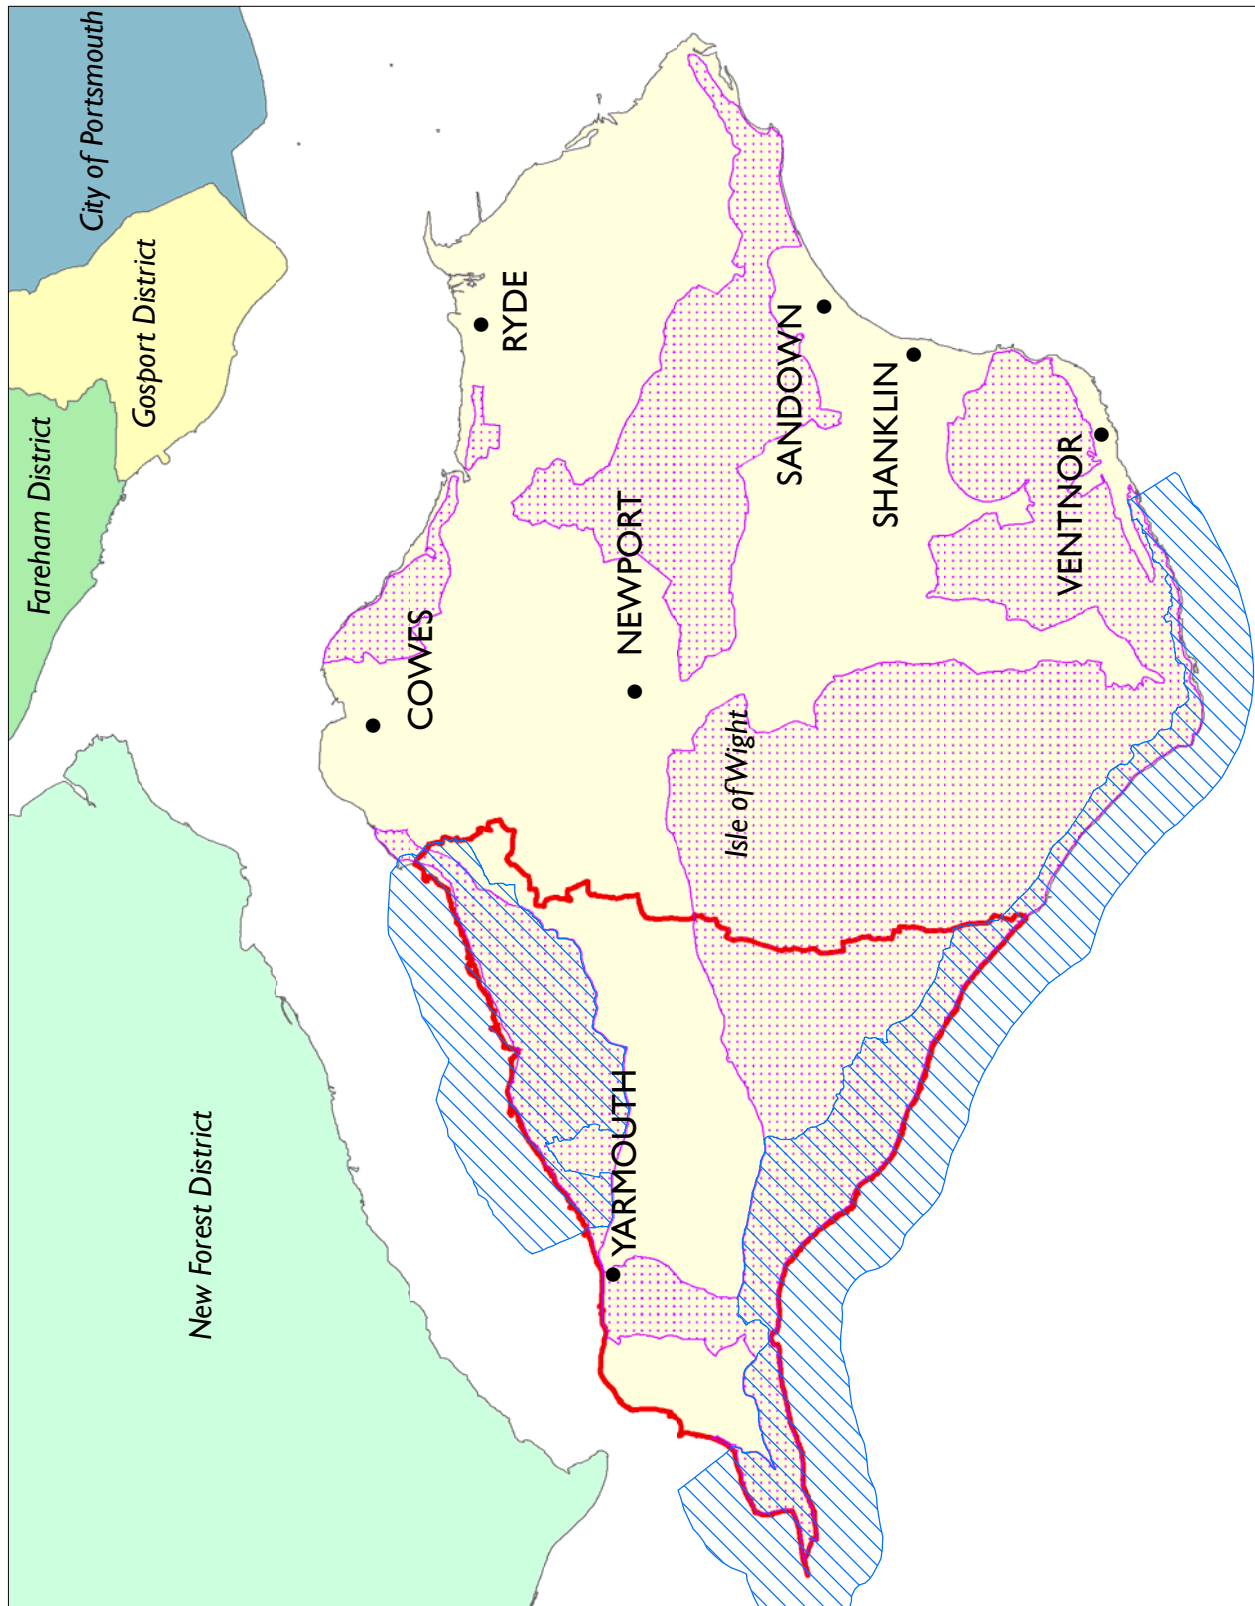 City of Portsmouth
Gosport District
Fareham District
New Forest District
RYDE
COWES
NEWPORT
SANDOWN
SHANKLIN
VENTNOR
Isle of Wight
YARMOUTH